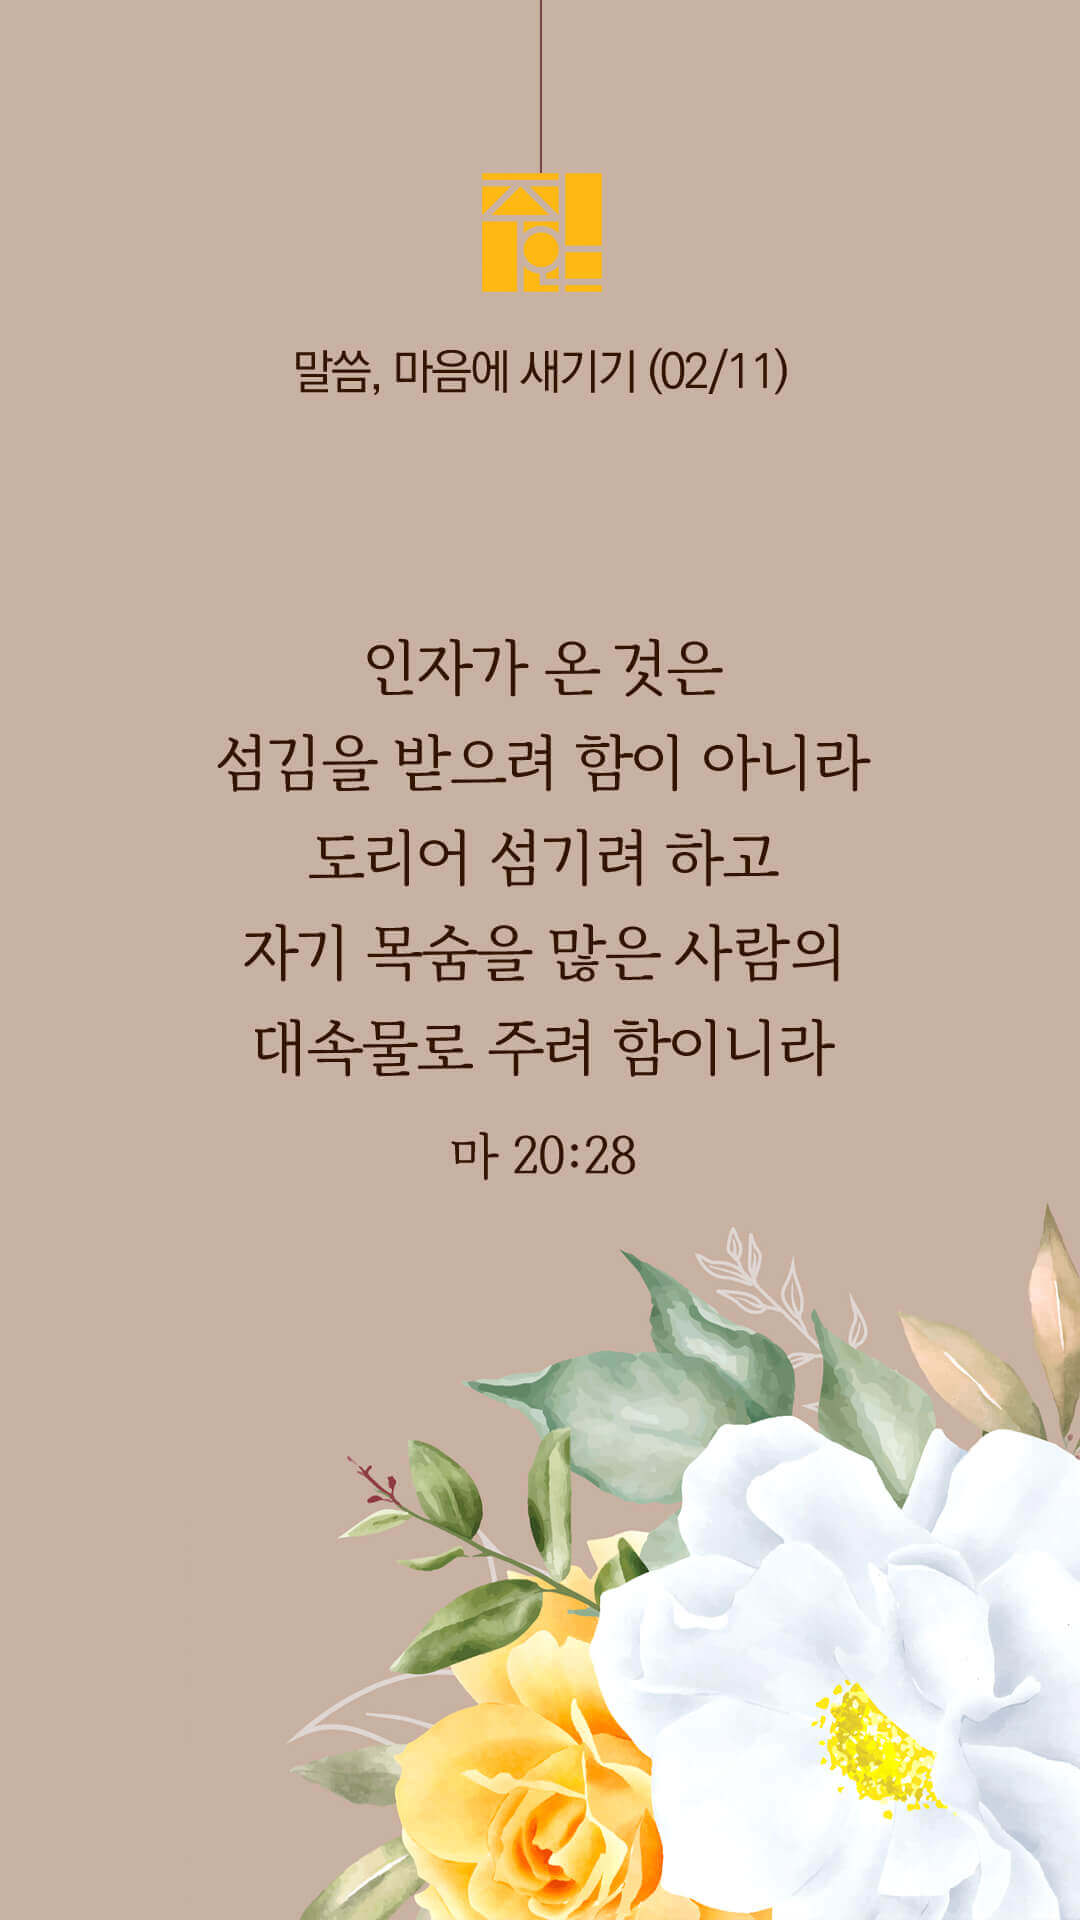 말씀, 마음에 새기기 (02/11)
인자가 온 것은
섬김을 받으려 함이 아니라
도리어 섬기려 하고
자기 목숨을 많은 사람의
대속물로 주려 함이니라
마 20:28